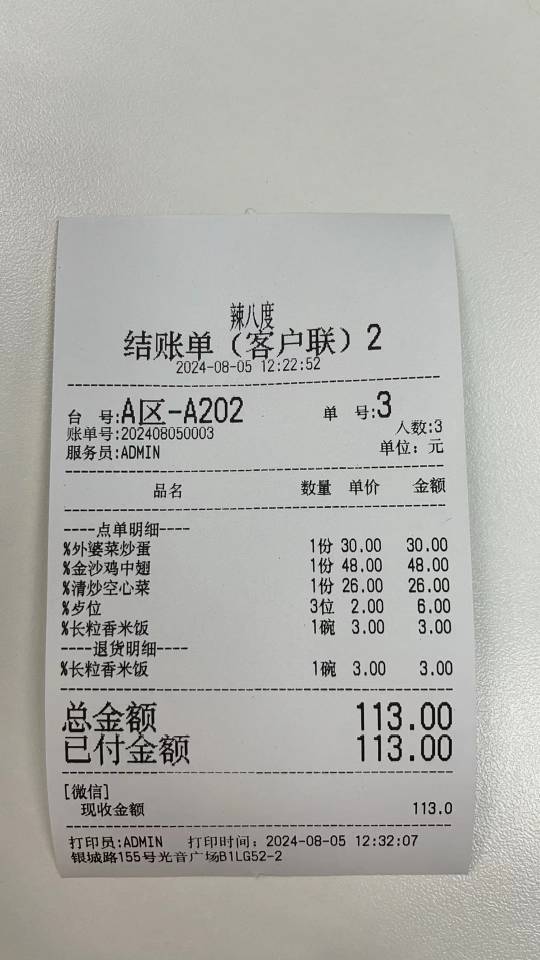 辣八度
结账单（客户联）2
2024-08-05 12:22:52
台 号:A区-A202 单 号:3
账单号:202408050003 人数:3
服务员:ADMIN 单位：元
品名 数量 单价 金额
----点单明细----
%外婆菜炒蛋 1份 30.00 30.00
%金沙鸡中翅 1份 48.00 48.00
%清炒空心菜 1份 26.00 26.00
%歺位 3位 2.00 6.00
%长粒香米饭 1碗 3.00 3.00
----退货明细----
%长粒香米饭 1碗 3.00 3.00
总金额 113.00
已付金额 113.00
[微信]
现收金额 113.0
打印员:ADMIN 打印时间：2024-08-05 12:32:07
银城路155号光音广场B1LG52-2